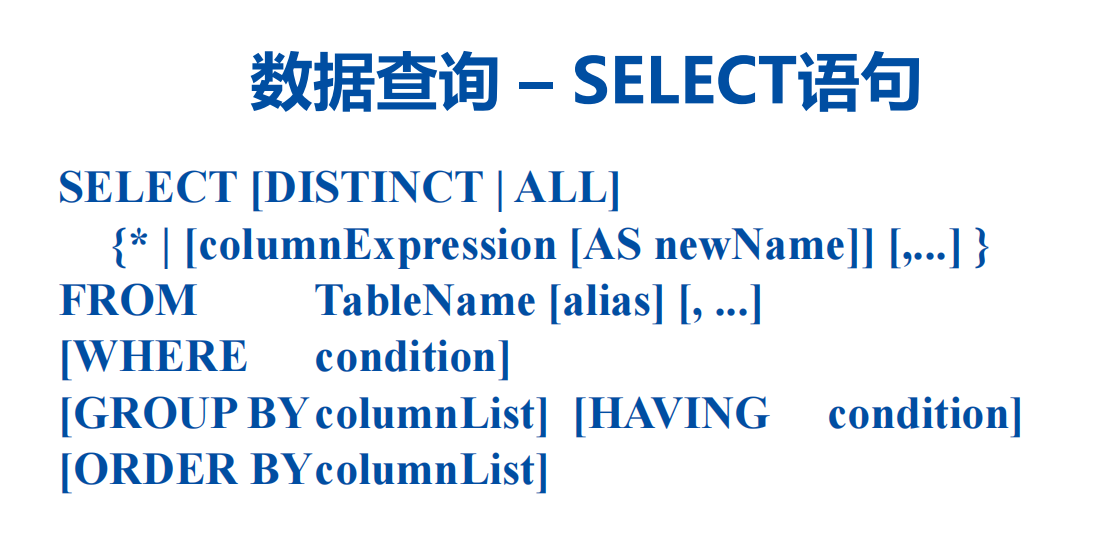 数据查询 – SELECT语句
SELECT [DISTINCT | ALL]
{* | [columnExpression [AS newName]] [,...] }
FROM TableName [alias] [, ...]
[WHERE condition]
[GROUP BY columnList] [HAVING condition]
[ORDER BY columnList]